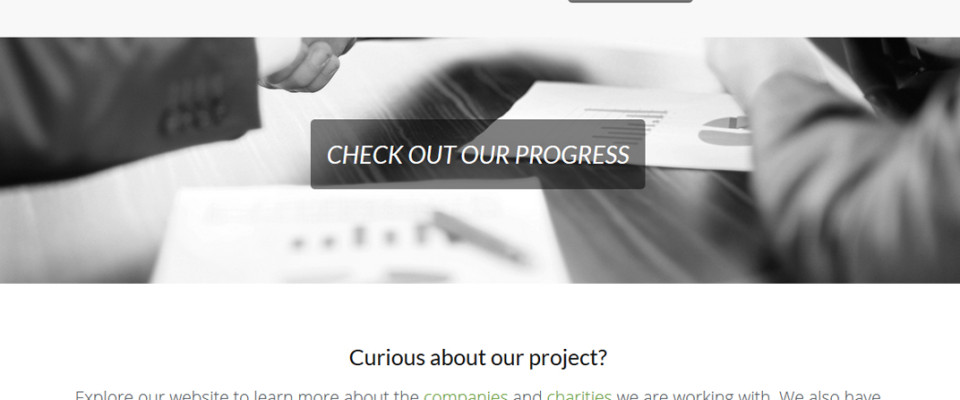 CHECK OUT OUR PROGRESS
Curious about our project?
Explore our website to learn more about the companies and charities we are working with. We also have